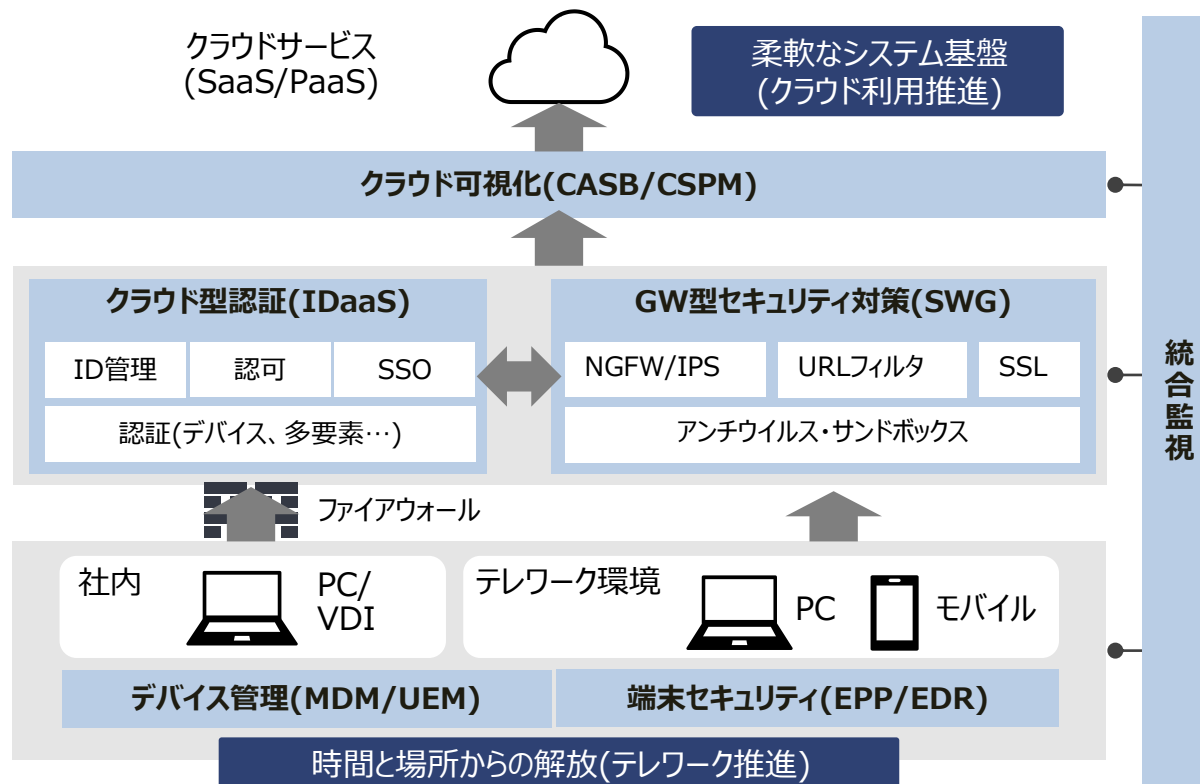 クラウドサービス
(SaaS/PaaS)
柔軟なシステム基盤
(クラウド利用推進)
クラウド可視化(CASB/CSPM)
クラウド型認証(IDaaS)
ID管理
認可
SSO
認証(デバイス、多要素…)
GW型セキュリティ対策(SWG)
NGFW/IPS
URLフィルタ
SSL
アンチウイルス・サンドボックス
統合監視
ファイアウォール
社内
PC/
VDI
テレワーク環境
PC
モバイル
デバイス管理(MDM/UEM)
端末セキュリティ(EPP/EDR)
時間と場所からの解放(テレワーク推進)